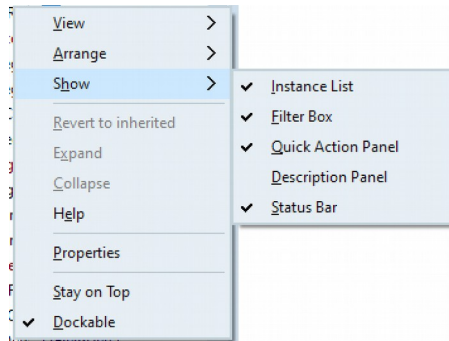 View
Arrange
Show
Revert to inherited
Expand
Collapse
Help
Properties
Stay on Top
Dockable
Instance List
Filter Box
Quick Action Panel
Description Panel
Status Bar